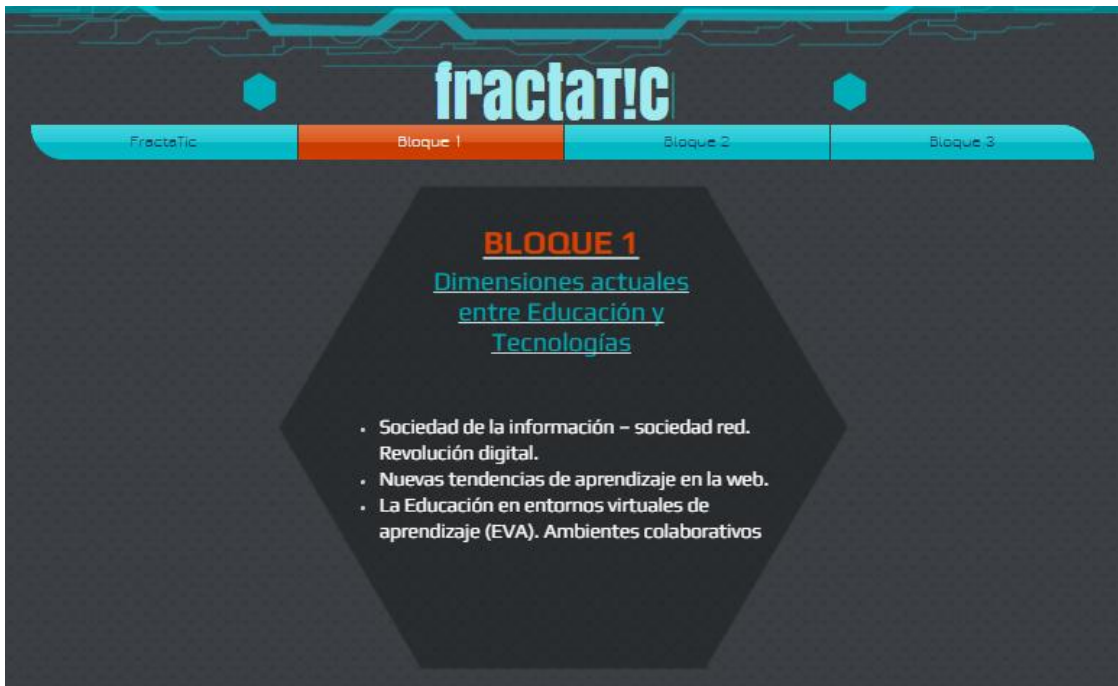 fractaT!C
FractaTic Bloque 1 Bloque 2 Bloque 3
BLOQUE 1
Dimensiones actuales
entre Educación y
Tecnologías
• Sociedad de la información – sociedad red.
Revolución digital.
• Nuevas tendencias de aprendizaje en la web.
• La Educación en entornos virtuales de
aprendizaje (EVA). Ambientes colaborativos